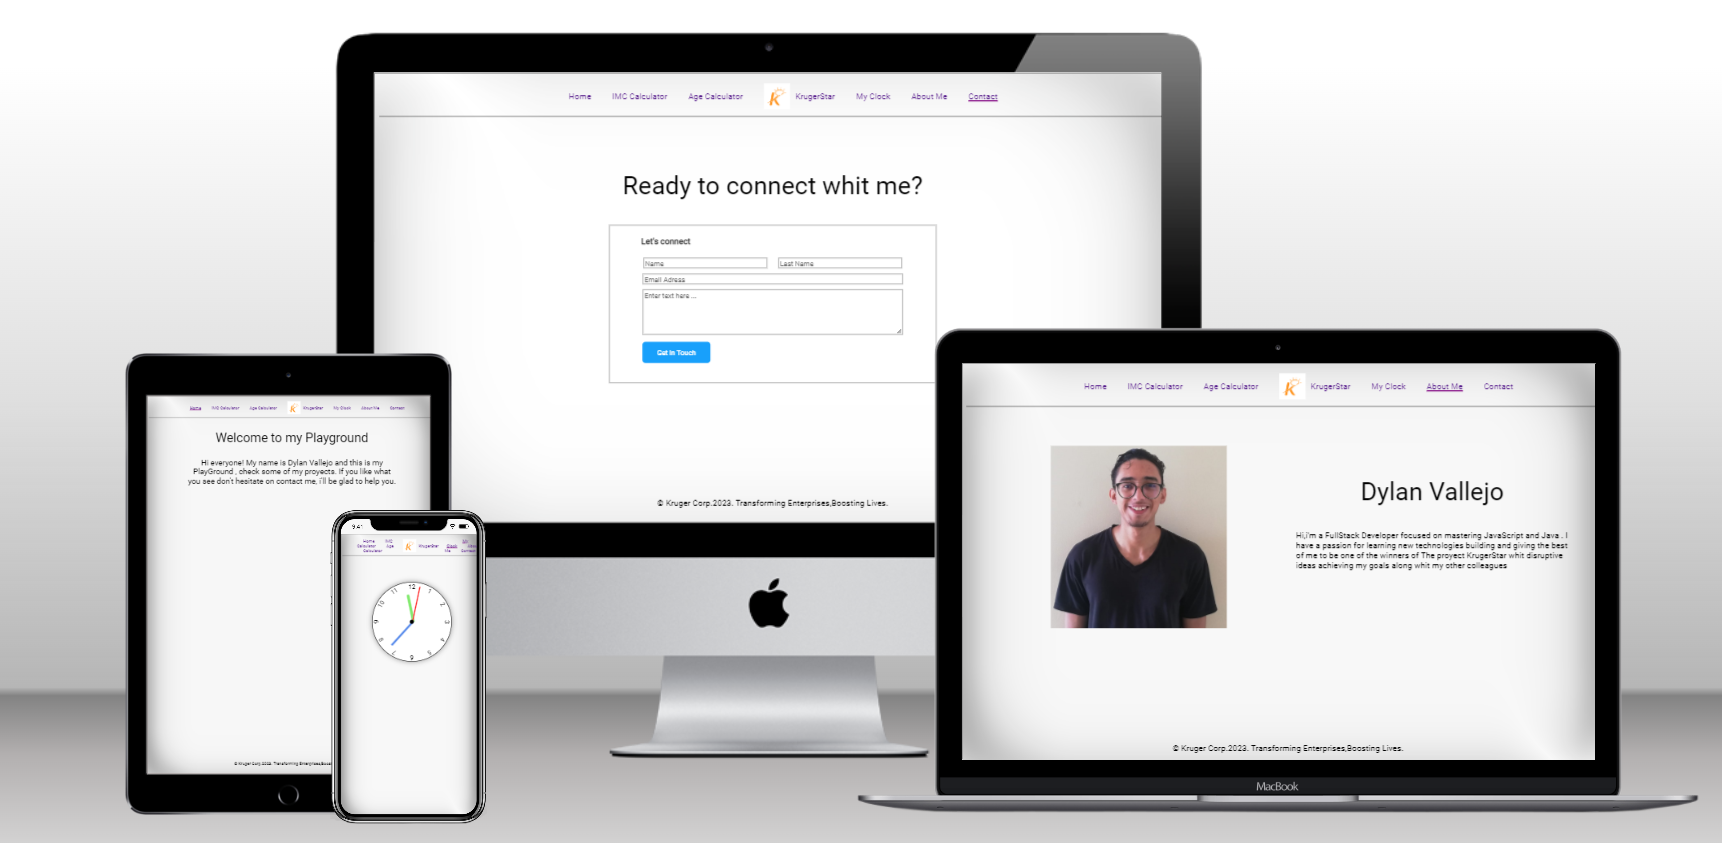 Home IMC Calculator Age Calculator K KrugerStar My Clock About Me Contact
Ready to connect whit me?
Let's connect
Name Last Name
Email Adress
Enter text here ...
Get In Touch
© Kruger Corp.2023. Transforming Enterprises,Boosting Lives.
Home IMC Calculator Age Calculator K KrugerStar My Clock About Me Contact
Welcome to my Playground
Hi everyone! My name is Dylan Vallejo and this is my
PlayGround , check some of my proyects. If you like what
you see don't hesitate on contact me, i'll be glad to help you.
© Kruger Corp.2023. Transforming Enterprises,Boost
9:41
Home IMC My
Calculator Age K KrugerStar Clock About
Calculator Me Contact
12
11 1
10 2
9 3
8 4
7 5
6
Home IMC Calculator Age Calculator K KrugerStar My Clock About Me Contact
Dylan Vallejo
Hi,i'm a FullStack Developer focused on mastering JavaScript and Java . I
have a passion for learning new technologies building and giving the best
of me to be one of the winners of The proyect KrugerStar whit disruptive
ideas achieving my goals along whit my other colleagues
© Kruger Corp.2023. Transforming Enterprises,Boosting Lives.
MacBook